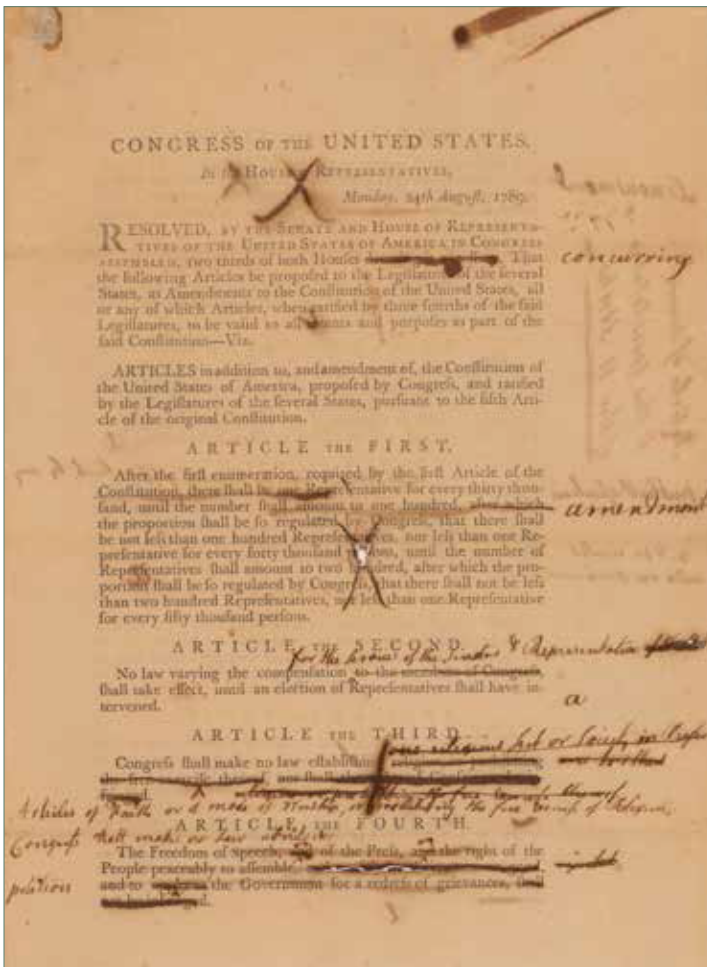 CONGRESS OF THE UNITED STATES,
In the HOUSE of REPRESENTATIVES,
Monday, 24th August, 1789.
RESOLVED, BY THE SENATE AND HOUSE OF REPRESENTA-
TIVES OF THE UNITED STATES OF AMERICA IN CONGRESS
ASSEMBLED, two thirds of both Houses That concurring
the following Articles be proposed to the Legislatures of the several
States, as Amendments to the Constitution of the United States, all
or any of which Articles, when ratified by three fourths of the said
Legislatures, to be valid to all intents and purposes as part of the
said Constitution—Viz.
ARTICLES in addition to, and amendment of, the Constitution of
the United States of America, proposed by Congress, and ratified
by the Legislatures of the several States, pursuant to the fifth Arti-
cle of the original Constitution.
ARTICLE THE FIRST.
After the first enumeration, required by the first Article of the
Constitution, there shall be one Representative for every thirty thou-
sand, until the number shall amount to one hundred, which amendment
the proportion shall be so regulated by Congress, that there shall
be not less than one hundred Representatives, nor less than one Re-
presentative for every forty thousand persons, until the number of
Representatives shall amount to two hundred, after which the pro-
portion shall be so regulated by Congress, that there shall not be less
than two hundred Representatives, nor less than one Representative
for every fifty thousand persons.
ARTICLE THE SECOND.
for the of the & Representatives
No law varying the compensation to the members of Congress,
shall take effect, until an election of Representatives shall have in-
tervened.
a
ARTICLE THE THIRD.
one religious sect or Society in
Congress shall make no law establishing
Articles of Faith or a mode of Worship, or prohibiting the free exercise of Religion,
ARTICLE THE FOURTH.
Congress shall make no law
The Freedom of Speech, of the Press, the right of the
People peaceably to assemble,
petition and to the Government for a redress of grievances, shall